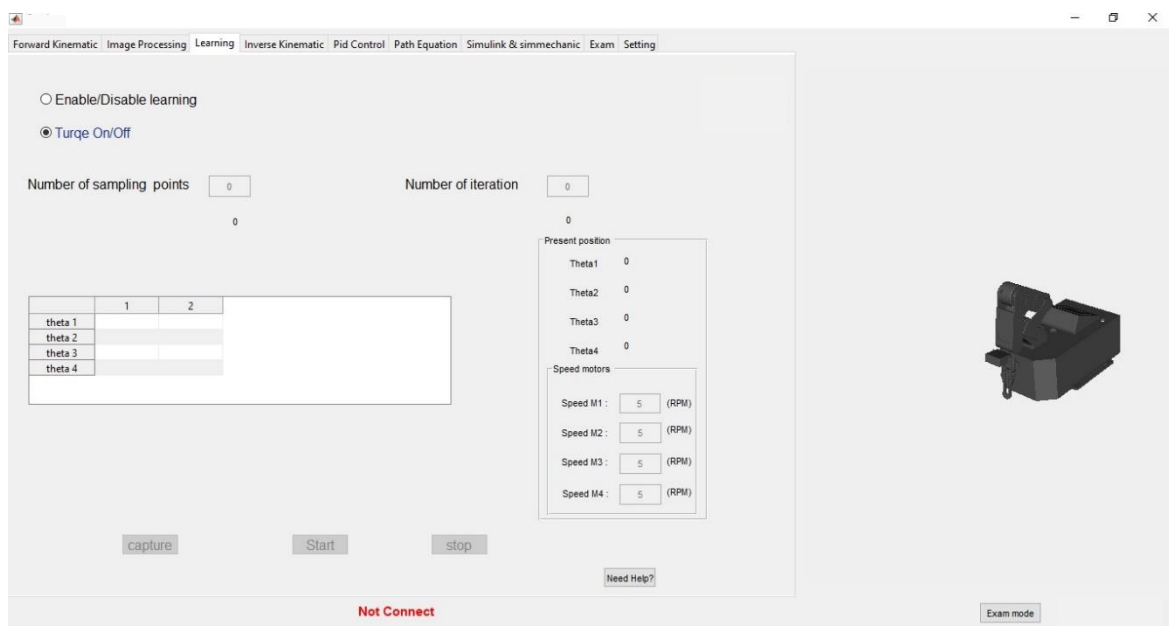 Forward Kinematic Image Processing Learning Inverse Kinematic Pid Control Path Equation Simulink & simmechanic Exam Setting
Enable/Disable learning
Turqe On/Off
Number of sampling points 0 Number of iteration 0
0 0
Present position
Theta1 0
Theta2 0
Theta3 0
Theta4 0
1 2
theta 1
theta 2
theta 3
theta 4
Speed motors
Speed M1 : 5 (RPM)
Speed M2 : 5 (RPM)
Speed M3 : 5 (RPM)
Speed M4 : 5 (RPM)
capture Start stop
Need Help?
Not Connect
Exam mode